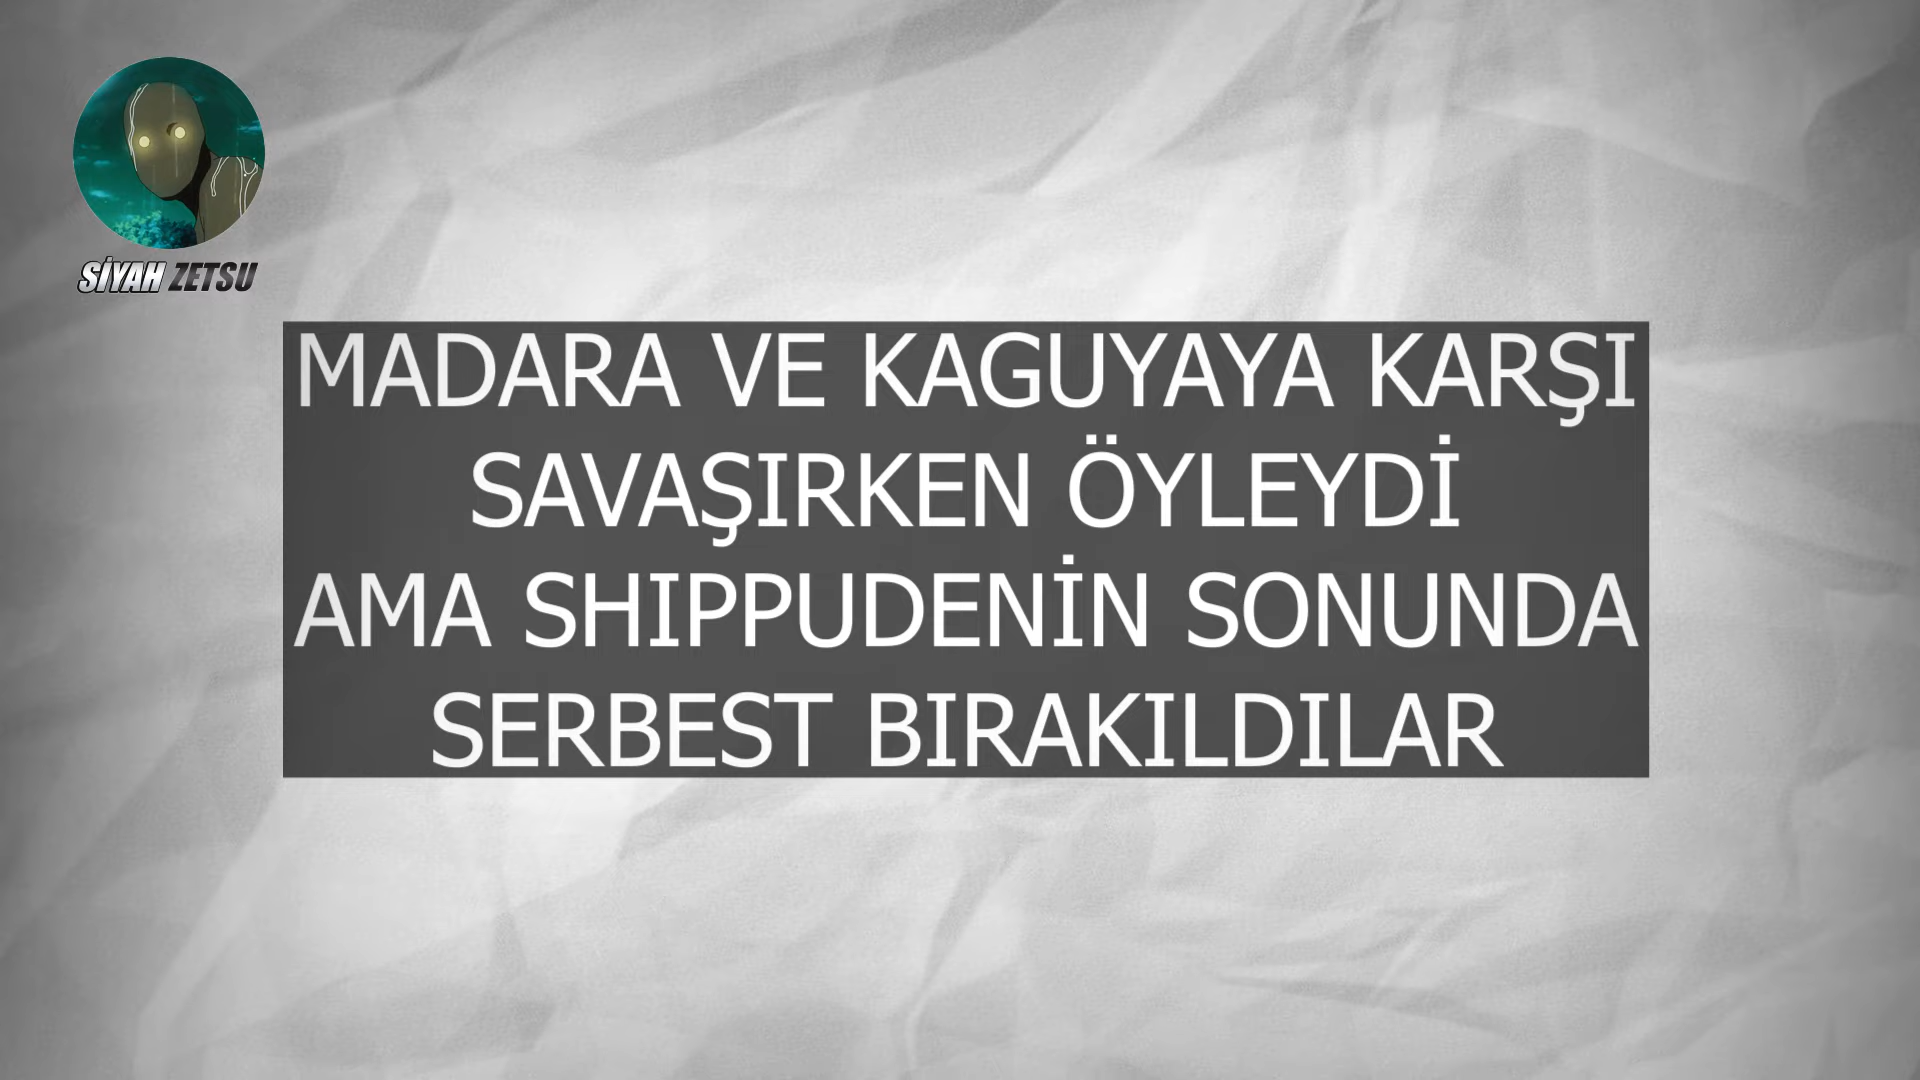 SİYAH ZETSU
MADARA VE KAGUYAYA KARŞI
SAVAŞIRKEN ÖYLEYDİ
AMA SHIPPUDENİN SONUNDA
SERBEST BIRAKILDILAR